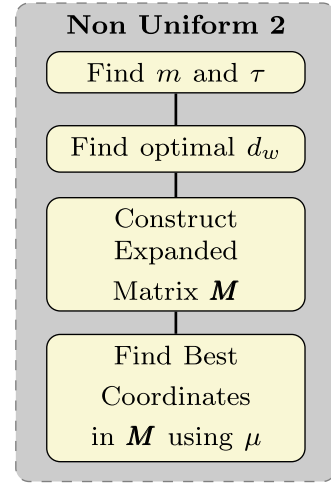 Non Uniform 2
Find m and τ
Find optimal d_w
Construct
Expanded
Matrix M
Find Best
Coordinates
in M using μ